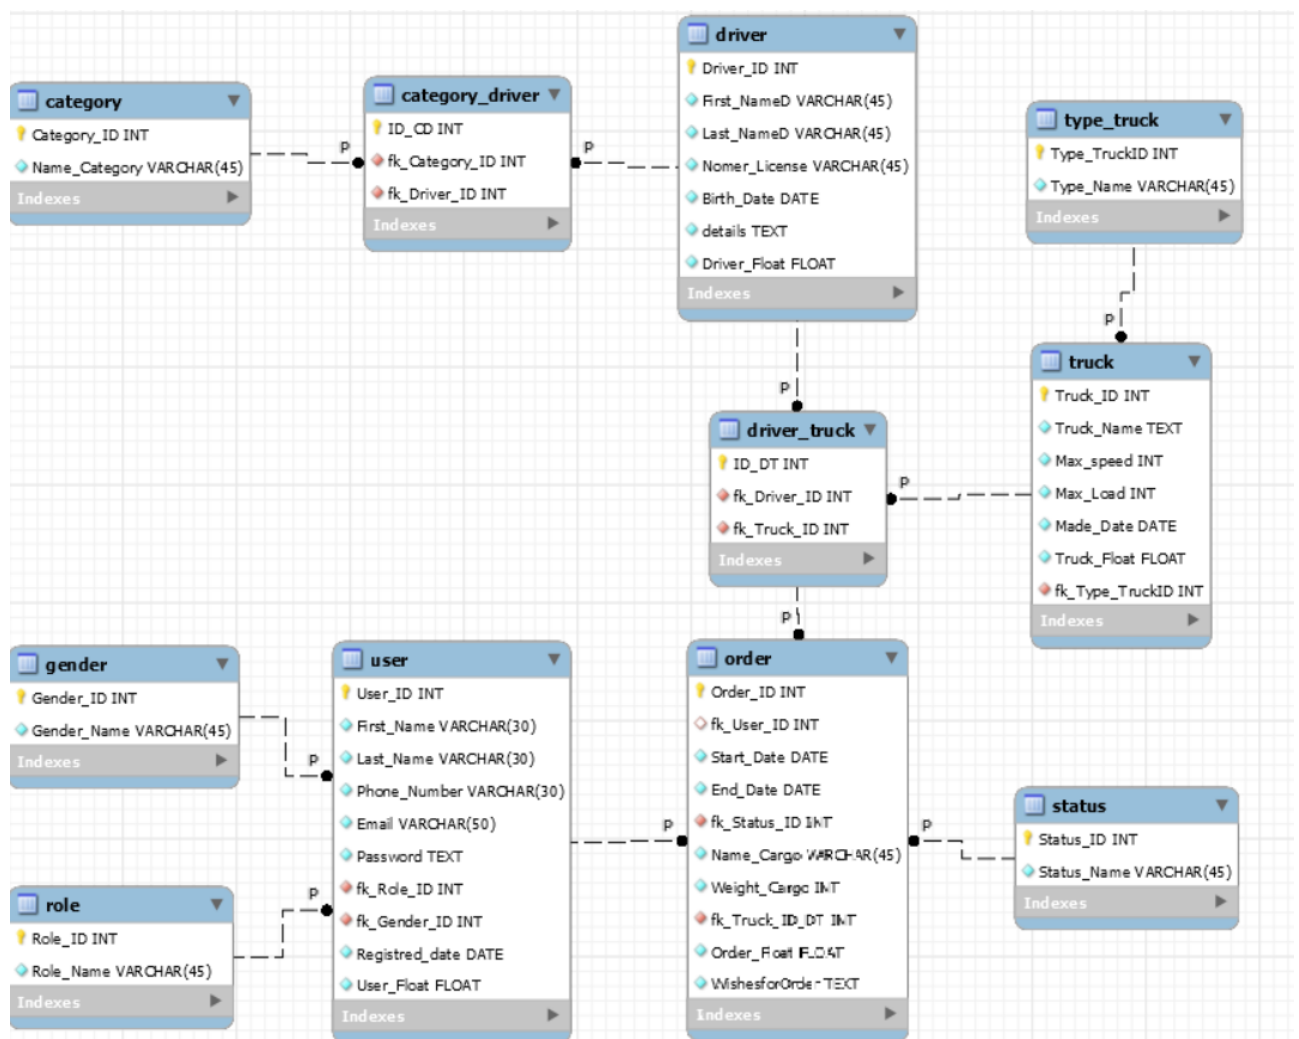 category
Category_ID INT
Name_Category VARCHAR(45)
Indexes
P
category_driver
ID_CD INT
fk_Category_ID INT
fk_Driver_ID INT
Indexes
P
driver
Driver_ID INT
First_NameD VARCHAR(45)
Last_NameD VARCHAR(45)
Nomer_License VARCHAR(45)
Birth_Date DATE
details TEXT
Driver_Float FLOAT
Indexes
type_truck
Type_TruckID INT
Type_Name VARCHAR(45)
Indexes
P
truck
Truck_ID INT
Truck_Name TEXT
Max_speed INT
Max_Load INT
Made_Date DATE
Truck_Float FLOAT
fk_Type_TruckID INT
Indexes
P
driver_truck
ID_DT INT
fk_Driver_ID INT
fk_Truck_ID INT
Indexes
P
P
gender
Gender_ID INT
Gender_Name VARCHAR(45)
Indexes
P
role
Role_ID INT
Role_Name VARCHAR(45)
Indexes
P
user
User_ID INT
First_Name VARCHAR(30)
Last_Name VARCHAR(30)
Phone_Number VARCHAR(30)
Email VARCHAR(50)
Password TEXT
fk_Role_ID INT
fk_Gender_ID INT
Registred_date DATE
User_Float FLOAT
Indexes
P
order
Order_ID INT
fk_User_ID INT
Start_Date DATE
End_Date DATE
fk_Status_ID INT
Name_Cargo VARCHAR(45)
Weight_Cargo INT
fk_Truck_ID_DT INT
Order_Float FLOAT
WishesforOrder TEXT
Indexes
P
status
Status_ID INT
Status_Name VARCHAR(45)
Indexes